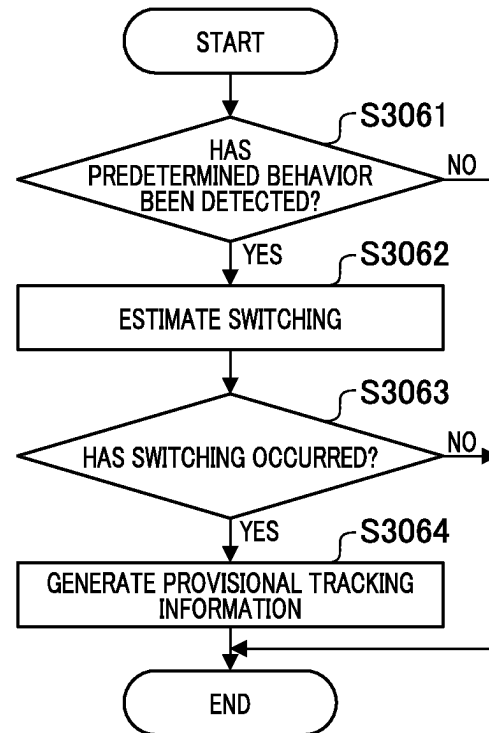 START
S3061
HAS
PREDETERMINED BEHAVIOR
BEEN DETECTED?
NO
YES
S3062
ESTIMATE SWITCHING
S3063
HAS SWITCHING OCCURRED?
NO
YES
S3064
GENERATE PROVISIONAL TRACKING
INFORMATION
END